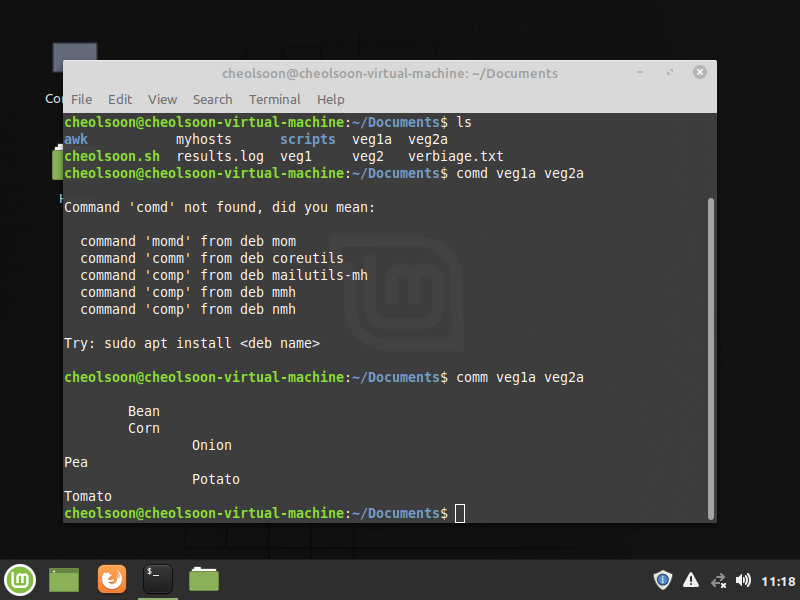 Co
cheolsoon@cheolsoon-virtual-machine: ~/Documents
File Edit View Search Terminal Help
cheolsoon@cheolsoon-virtual-machine:~/Documents$ ls
awk           myhosts      scripts  veg1a  veg2a
cheolsoon.sh  results.log  veg1     veg2   verbiage.txt
cheolsoon@cheolsoon-virtual-machine:~/Documents$ comd veg1a veg2a
Command 'comd' not found, did you mean:
  command 'momd' from deb mom
  command 'comm' from deb coreutils
  command 'comp' from deb mailutils-mh
  command 'comp' from deb mmh
  command 'comp' from deb nmh
Try: sudo apt install <deb name>
cheolsoon@cheolsoon-virtual-machine:~/Documents$ comm veg1a veg2a
        Bean
        Corn
                Onion
Pea
                Potato
Tomato
cheolsoon@cheolsoon-virtual-machine:~/Documents$
11:18